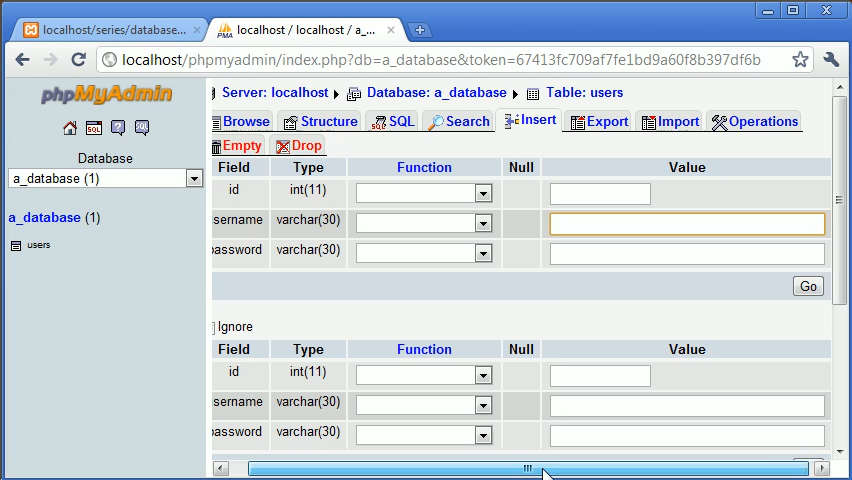 localhost/series/database...
localhost / localhost / a_...
localhost/phpmyadmin/index.php?db=a_database&token=67413fc709af7fe1bd9a60f8b397df6b
phpMyAdmin
Server: localhost Database: a_database Table: users
Browse Structure SQL Search Insert Export Import Operations
Empty Drop
SQL
Database
a_database (1)
a_database (1)
users
Field Type Function Null Value
id int(11)
sername varchar(30)
password varchar(30)
Go
Ignore
Field Type Function Null Value
id int(11)
sername varchar(30)
password varchar(30)